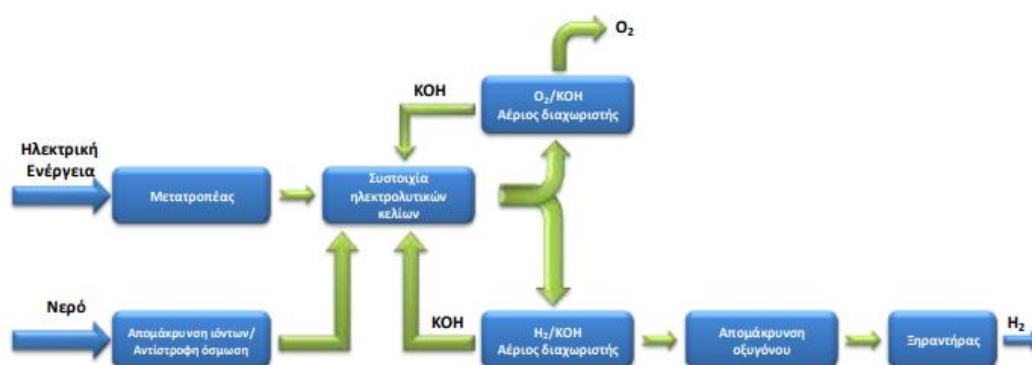 O₂
KOH
O₂/KOH
Αέριος διαχωριστής
Ηλεκτρική
Ενέργεια
Μετατροπέας
Συστοιχία
ηλεκτρολυτικών
κελίων
Νερό
Απομάκρυνση ιόντων/
Αντίστροφη όσμωση
KOH
H₂/KOH
Αέριος διαχωριστής
Απομάκρυνση
οξυγόνου
Ξηραντήρας
H₂